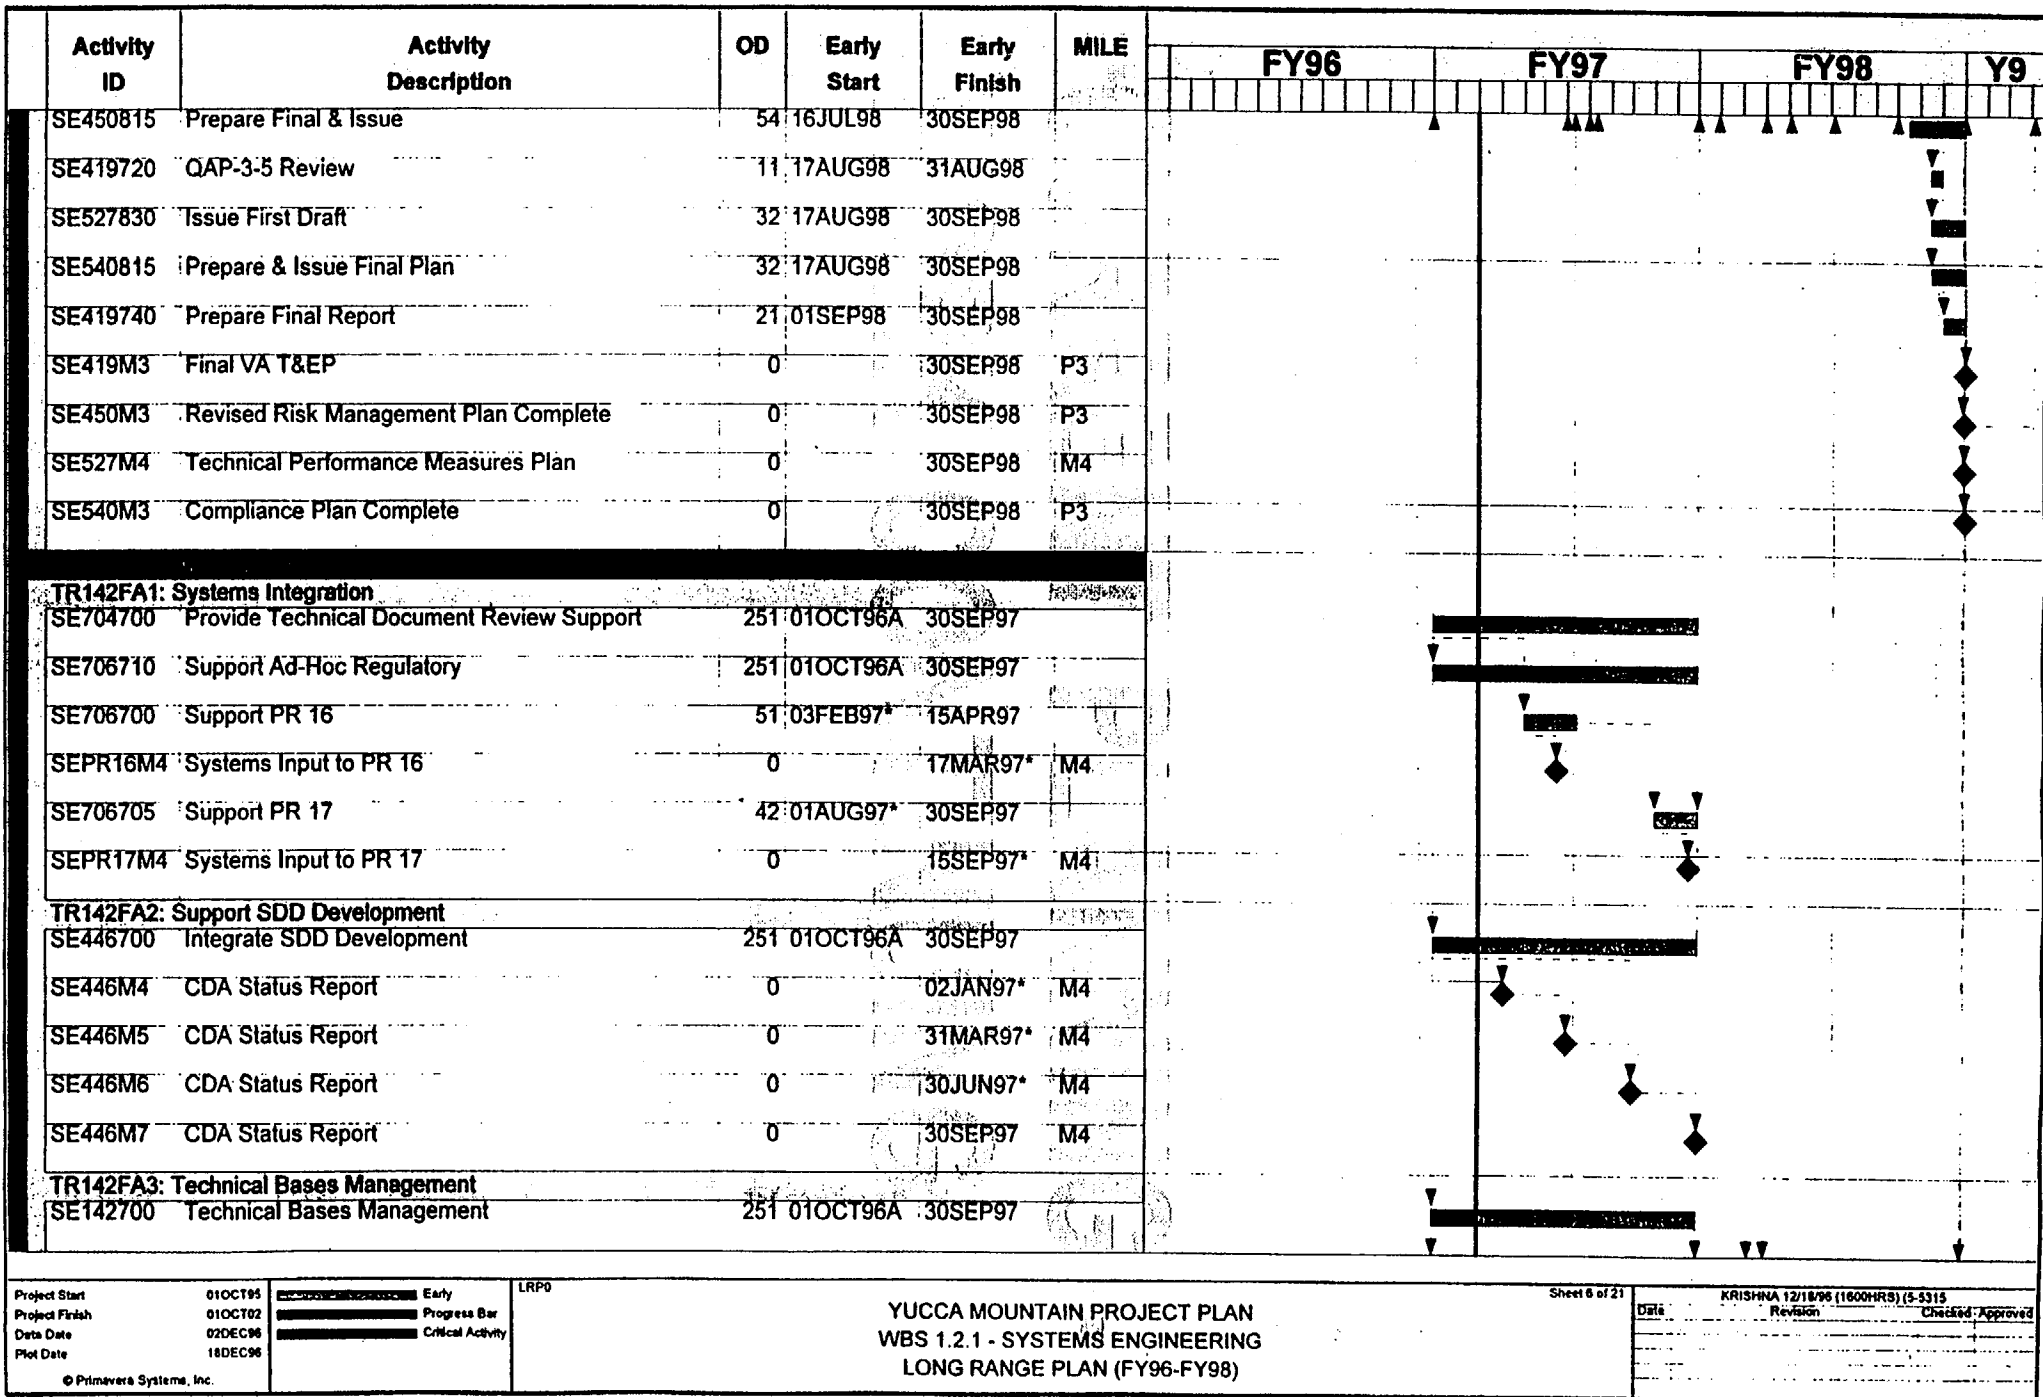 Activity ID Activity Description OD Early Start Early Finish MILE FY96 FY97 FY98 Y9
SE450815 Prepare Final & Issue 54 16JUL98 30SEP98
SE419720 QAP-3-5 Review 11 17AUG98 31AUG98
SE527830 Issue First Draft 32 17AUG98 30SEP98
SE540815 Prepare & Issue Final Plan 32 17AUG98 30SEP98
SE419740 Prepare Final Report 21 01SEP98 30SEP98
SE419M3 Final VA T&EP 0 30SEP98 P3
SE450M3 Revised Risk Management Plan Complete 0 30SEP98 P3
SE527M4 Technical Performance Measures Plan 0 30SEP98 M4
SE540M3 Compliance Plan Complete 0 30SEP98 P3
TR142FA1: Systems Integration
SE704700 Provide Technical Document Review Support 251 01OCT96A 30SEP97
SE706710 Support Ad-Hoc Regulatory 251 01OCT96A 30SEP97
SE706700 Support PR 16 51 03FEB97* 15APR97
SEPR16M4 Systems Input to PR 16 0 17MAR97* M4
SE706705 Support PR 17 42 01AUG97* 30SEP97
SEPR17M4 Systems Input to PR 17 0 15SEP97* M4
TR142FA2: Support SDD Development
SE446700 Integrate SDD Development 251 01OCT96A 30SEP97
SE446M4 CDA Status Report 0 02JAN97* M4
SE446M5 CDA Status Report 0 31MAR97* M4
SE446M6 CDA Status Report 0 30JUN97* M4
SE446M7 CDA Status Report 0 30SEP97 M4
TR142FA3: Technical Bases Management
SE142700 Technical Bases Management 251 01OCT96A 30SEP97
Project Start 01OCT95
Project Finish 01OCT02
Data Date 02DEC96
Plot Date 18DEC96
© Primavera Systems, Inc.
Early
Progress Bar
Critical Activity
LRP0
YUCCA MOUNTAIN PROJECT PLAN
WBS 1.2.1 - SYSTEMS ENGINEERING
LONG RANGE PLAN (FY96-FY98)
Sheet 6 of 21
KRISHNA 12/18/96 (1600HRS) (5-5315
Date Revision Checked Approved